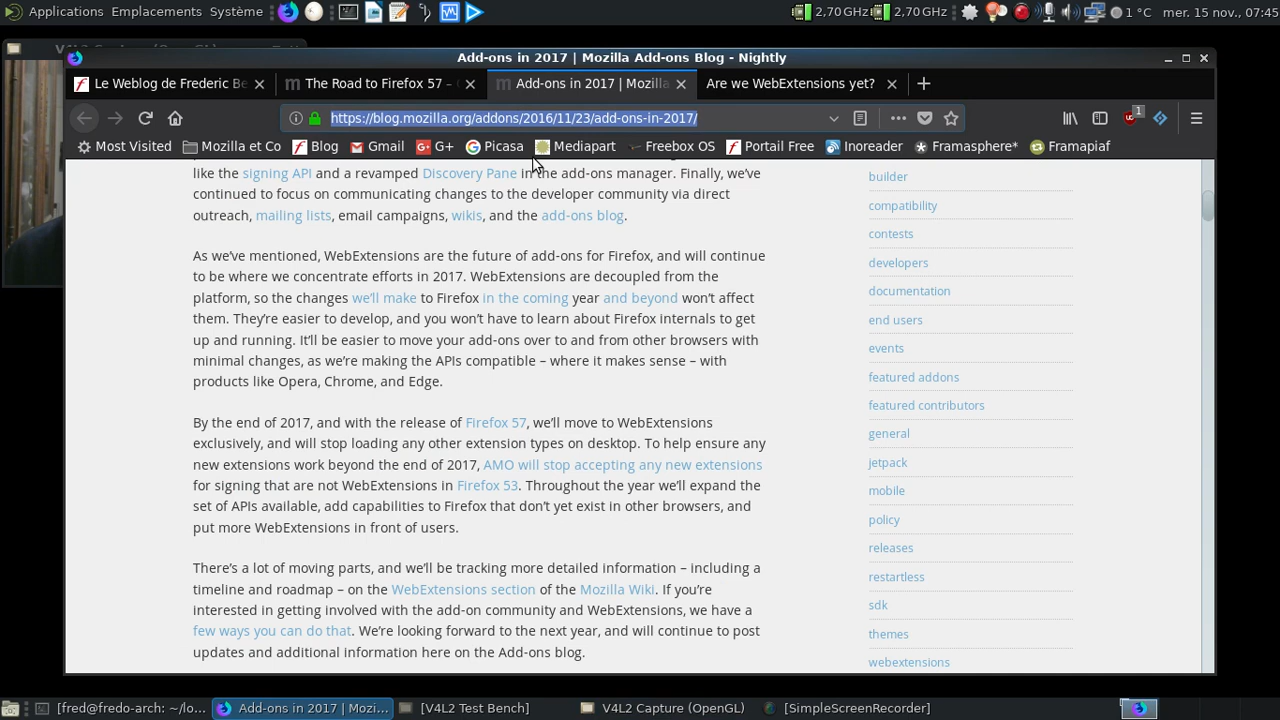 Applications Emplacements Système 2,70 GHz 2,70 GHz 1 °C mer. 15 nov., 07:45
Add-ons in 2017 | Mozilla Add-ons Blog - Nightly
Le Weblog de Frederic Be The Road to Firefox 57 – Add-ons in 2017 | Mozilla Are we WebExtensions yet?
https://blog.mozilla.org/addons/2016/11/23/add-ons-in-2017/ 1
Most Visited Mozilla et Co Blog Gmail G+ Picasa Mediapart Firebox OS Portail Free Inoreader Framasphere* Framapiaf
like the signing API and a revamped Discovery Pane in the add-ons manager. Finally, we’ve
continued to focus on communicating changes to the developer community via direct
outreach, mailing lists, email campaigns, wikis, and the add-ons blog.
As we’ve mentioned, WebExtensions are the future of add-ons for Firefox, and will continue
to be where we concentrate efforts in 2017. WebExtensions are decoupled from the
platform, so the changes we’ll make to Firefox in the coming year and beyond won’t affect
them. They’re easier to develop, and you won’t have to learn about Firefox internals to get
up and running. It’ll be easier to move your add-ons over to and from other browsers with
minimal changes, as we’re making the APIs compatible – where it makes sense – with
products like Opera, Chrome, and Edge.
By the end of 2017, and with the release of Firefox 57, we’ll move to WebExtensions
exclusively, and will stop loading any other extension types on desktop. To help ensure any
new extensions work beyond the end of 2017, AMO will stop accepting any new extensions
for signing that are not WebExtensions in Firefox 53. Throughout the year we’ll expand the
set of APIs available, add capabilities to Firefox that don’t yet exist in other browsers, and
put more WebExtensions in front of users.
There’s a lot of moving parts, and we’ll be tracking more detailed information – including a
timeline and roadmap – on the WebExtensions section of the Mozilla Wiki. If you’re
interested in getting involved with the add-on community and WebExtensions, we have a
few ways you can do that. We’re looking forward to the next year, and will continue to post
updates and additional information here on the Add-ons blog.
builder
compatibility
contests
developers
documentation
end users
events
featured addons
featured contributors
general
jetpack
mobile
policy
releases
restartless
sdk
themes
webextensions
[fred@fredo-arch: ~/lo... Add-ons in 2017 | Mozi... [V4L2 Test Bench] V4L2 Capture (OpenGL) [SimpleScreenRecorder]